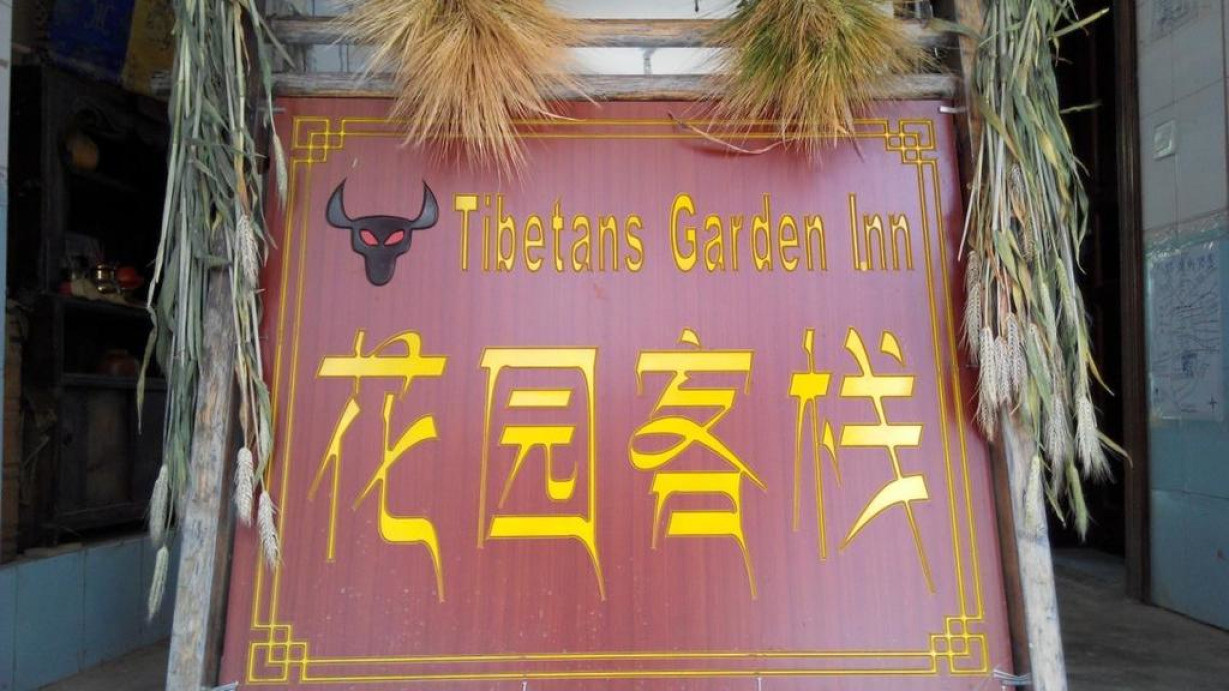 Tibetans Garden Inn
花园客栈